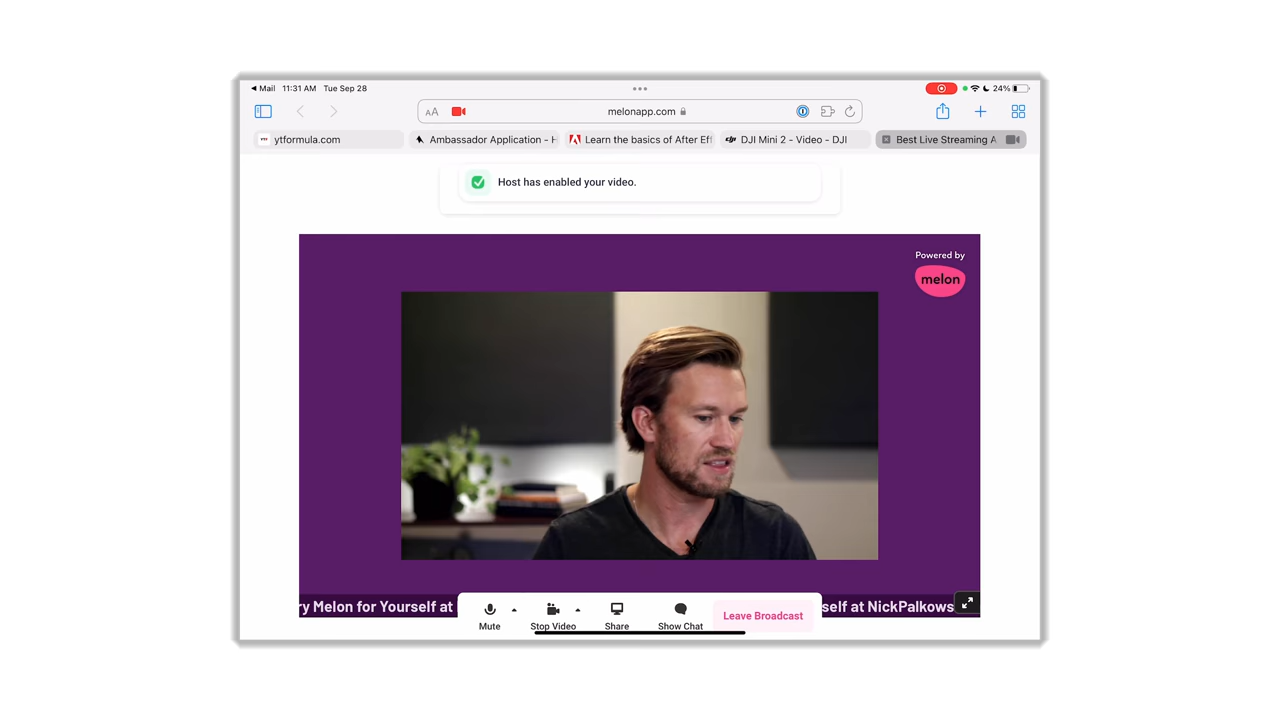 Mail 11:31 AM Tue Sep 28 24%
AA melonapp.com
ytformula.com Ambassador Application - H Learn the basics of After Eff DJI Mini 2 - Video - DJI Best Live Streaming A
Host has enabled your video.
Powered by
melon
ry Melon for Yourself at self at NickPalkows
Mute Stop Video Share Show Chat Leave Broadcast